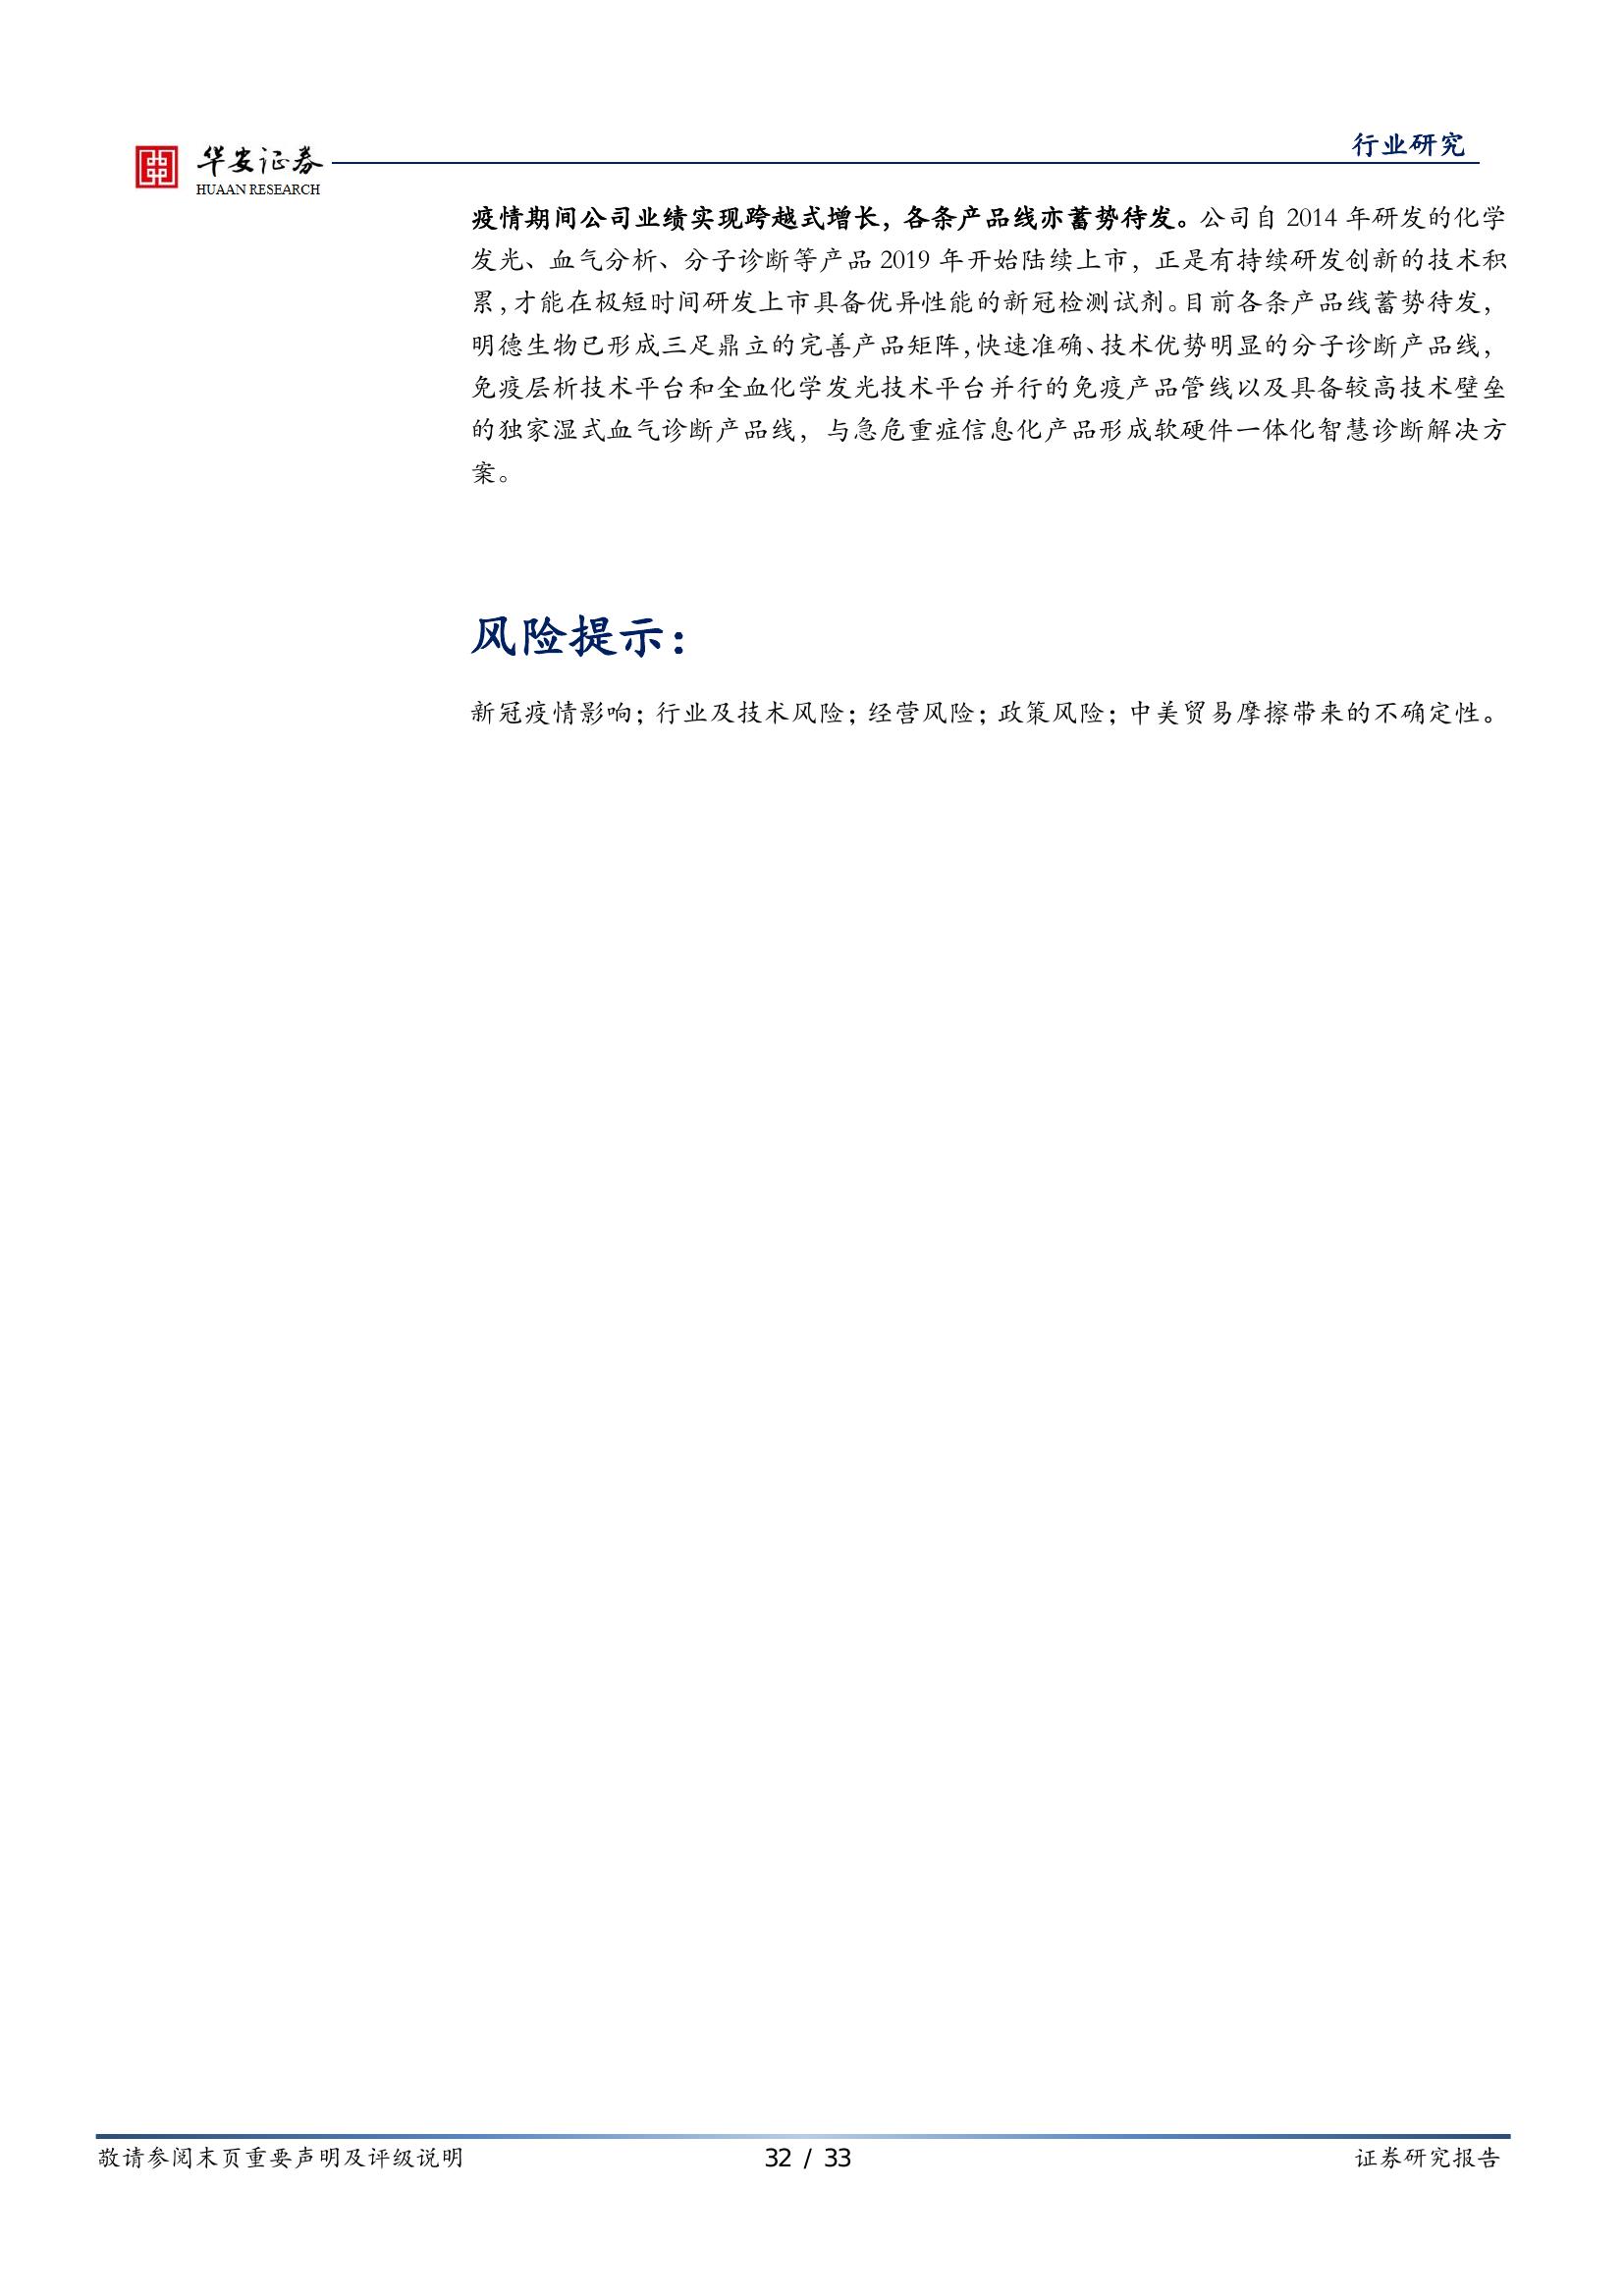 华安证券
HUAAN RESEARCH
行业研究
疫情期间公司业绩实现跨越式增长，各条产品线亦蓄势待发。公司自 2014 年研发的化学
发光、血气分析、分子诊断等产品 2019 年开始陆续上市，正是有持续研发创新的技术积
累，才能在极短时间研发上市具备优异性能的新冠检测试剂。目前各条产品线蓄势待发，
明德生物已形成三足鼎立的完善产品矩阵，快速准确、技术优势明显的分子诊断产品线，
免疫层析技术平台和全血化学发光技术平台并行的免疫产品管线以及具备较高技术壁垒
的独家湿式血气诊断产品线，与急危重症信息化产品形成软硬件一体化智慧诊断解决方
案。
风险提示：
新冠疫情影响；行业及技术风险；经营风险；政策风险；中美贸易摩擦带来的不确定性。
敬请参阅末页重要声明及评级说明
32 / 33
证券研究报告